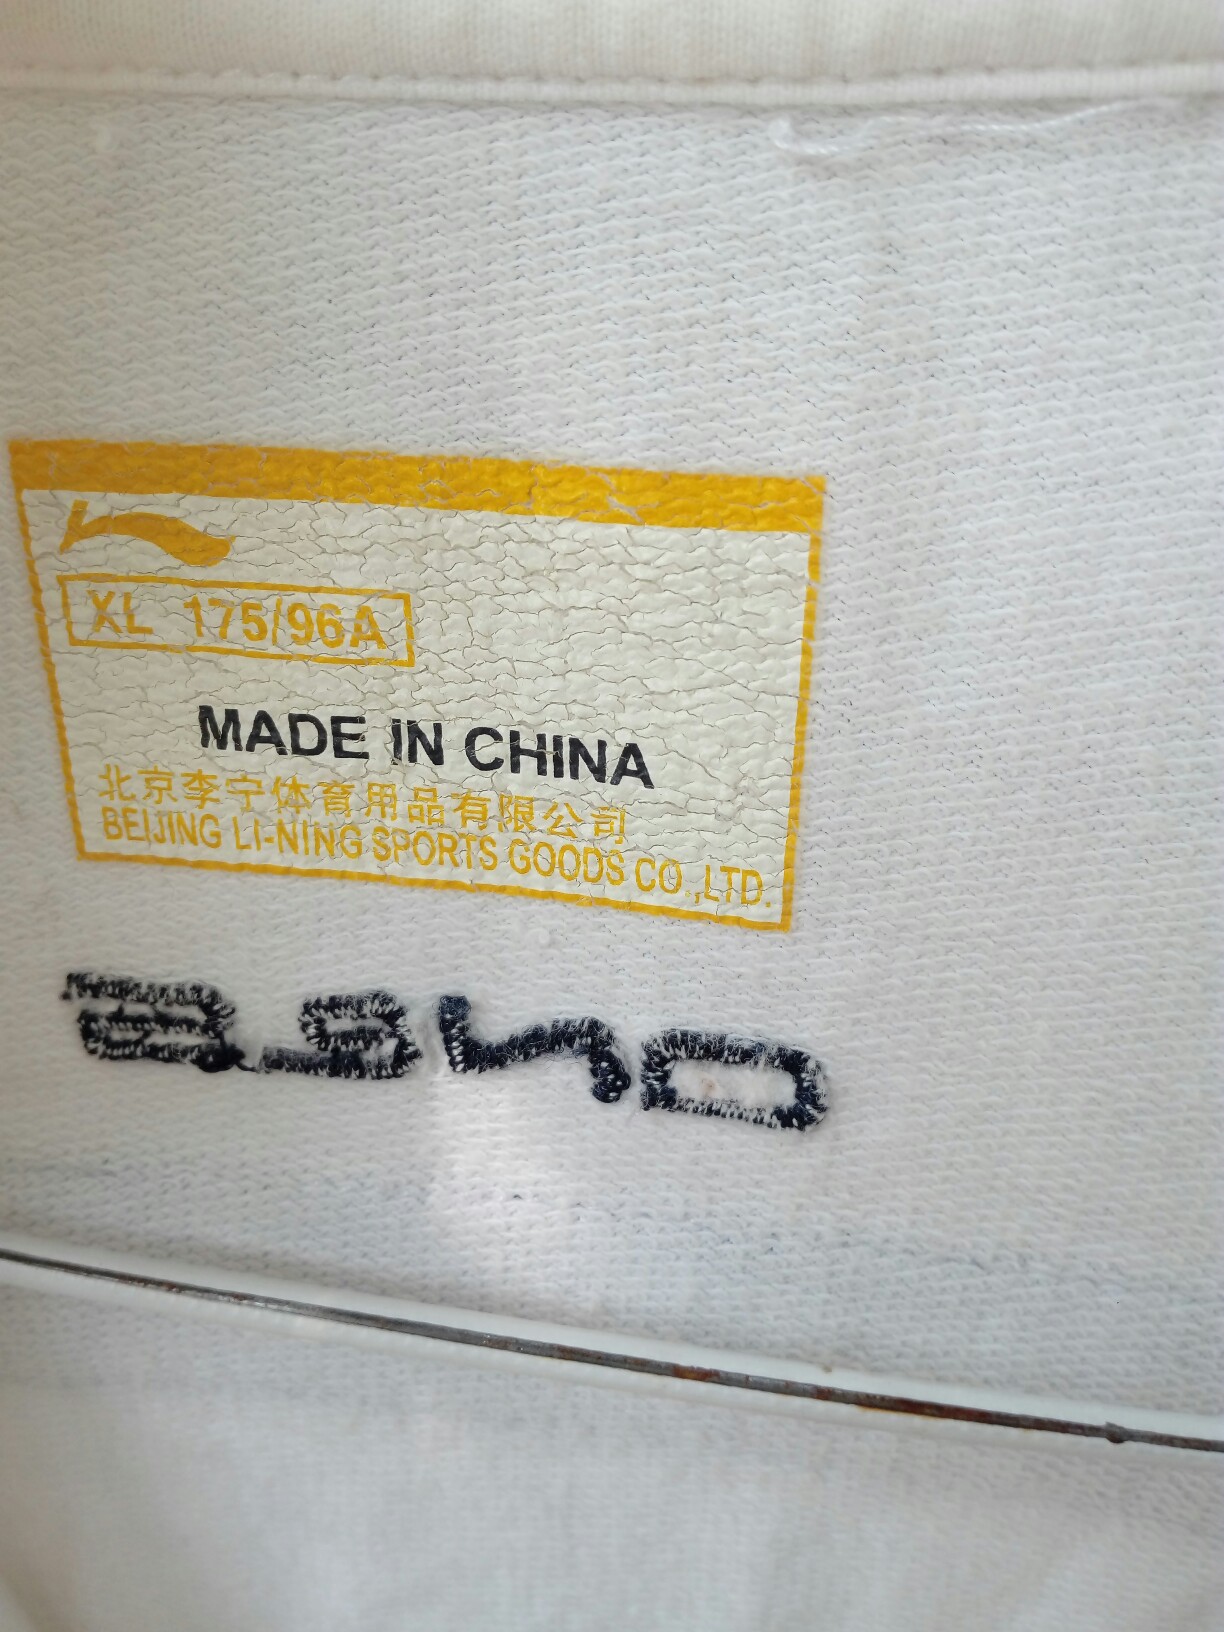 XL 175/96A
MADE IN CHINA
北京李宁体育用品有限公司
BEIJING LI-NING SPORTS GOODS CO.,LTD.